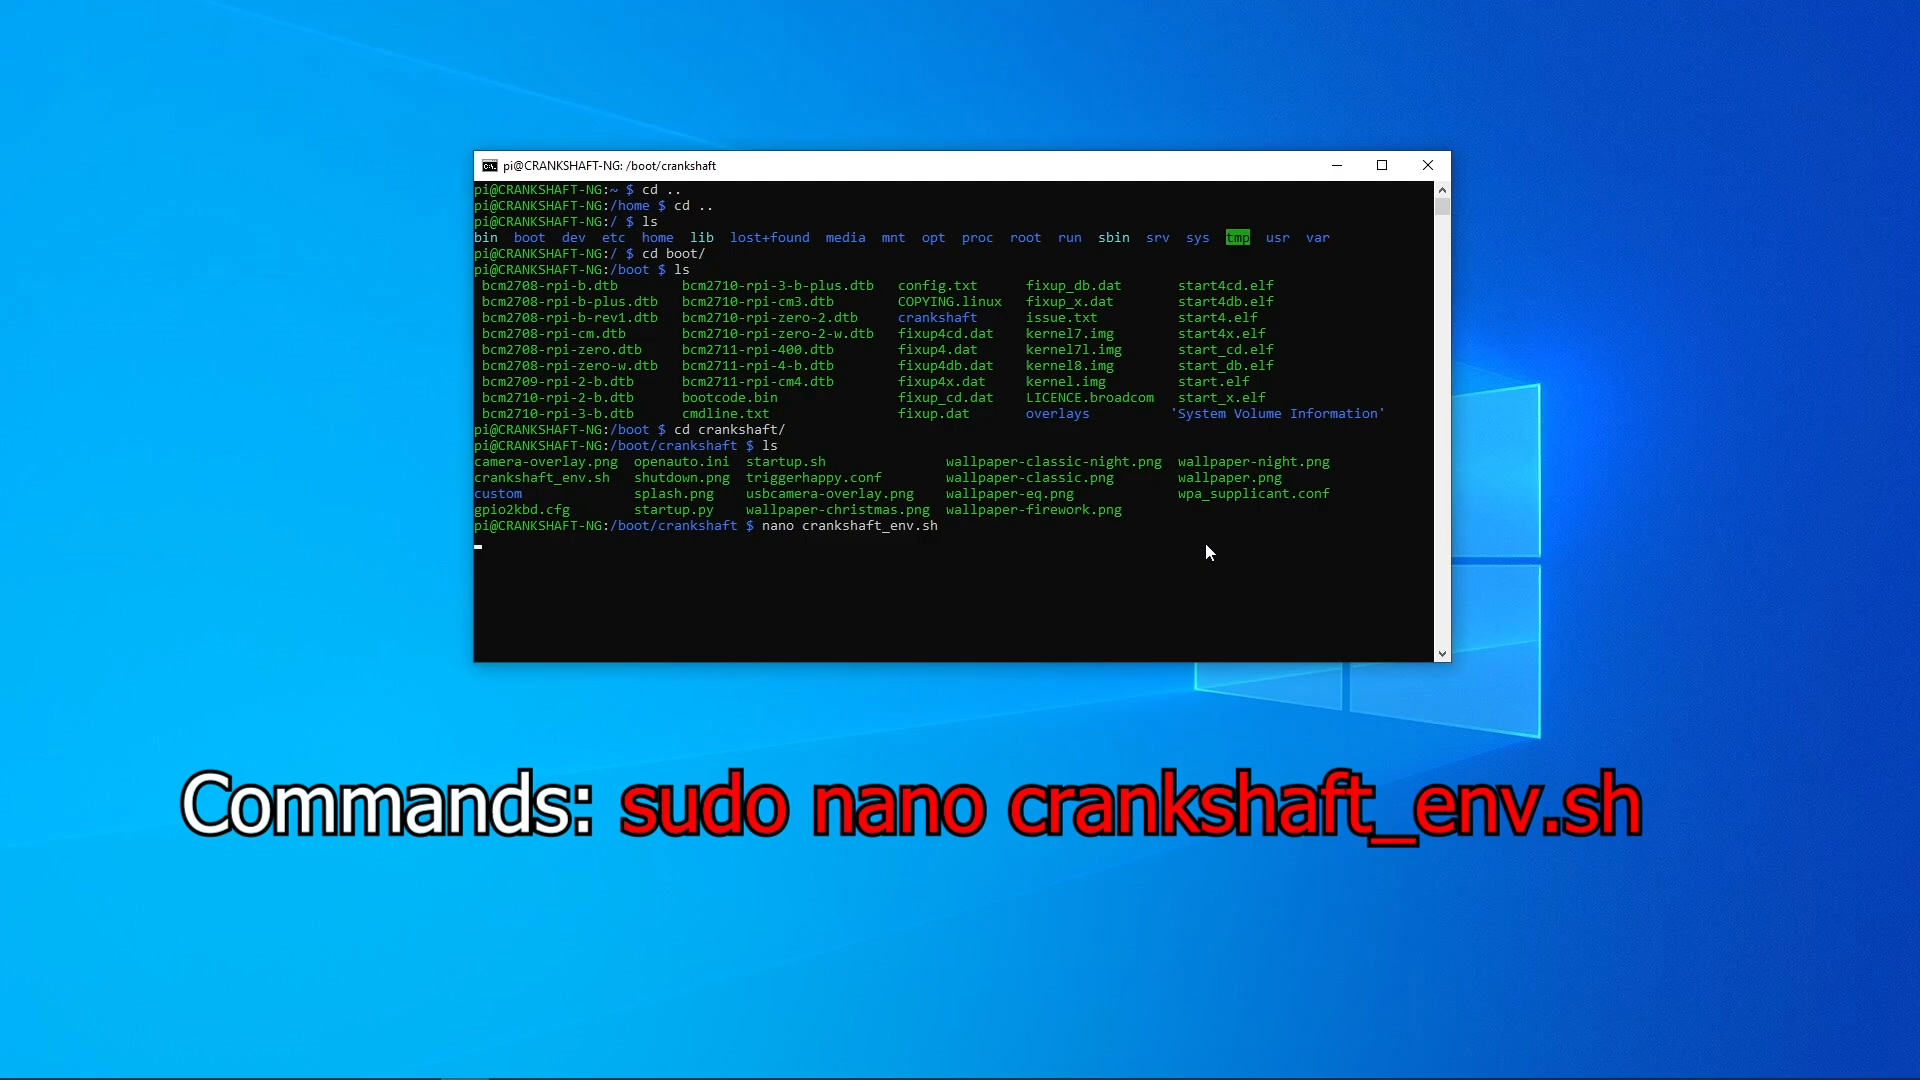 pi@CRANKSHAFT-NG: /boot/crankshaft
pi@CRANKSHAFT-NG:~ $ cd ..
pi@CRANKSHAFT-NG:/home $ cd ..
pi@CRANKSHAFT-NG:/ $ ls
bin boot dev etc home lib lost+found media mnt opt proc root run sbin srv sys tmp usr var
pi@CRANKSHAFT-NG:/ $ cd boot/
pi@CRANKSHAFT-NG:/boot $ ls
bcm2708-rpi-b.dtb bcm2710-rpi-3-b-plus.dtb config.txt fixup_db.dat start4cd.elf
bcm2708-rpi-b-plus.dtb bcm2710-rpi-cm3.dtb COPYING.linux fixup_x.dat start4db.elf
bcm2708-rpi-b-rev1.dtb bcm2710-rpi-zero-2.dtb crankshaft issue.txt start4.elf
bcm2708-rpi-cm.dtb bcm2710-rpi-zero-2-w.dtb fixup4cd.dat kernel7.img start4x.elf
bcm2708-rpi-zero.dtb bcm2711-rpi-400.dtb fixup4.dat kernel7l.img start_cd.elf
bcm2708-rpi-zero-w.dtb bcm2711-rpi-4-b.dtb fixup4db.dat kernel8.img start_db.elf
bcm2709-rpi-2-b.dtb bcm2711-rpi-cm4.dtb fixup4x.dat kernel.img start.elf
bcm2710-rpi-2-b.dtb bootcode.bin fixup_cd.dat LICENCE.broadcom start_x.elf
bcm2710-rpi-3-b.dtb cmdline.txt fixup.dat overlays 'System Volume Information'
pi@CRANKSHAFT-NG:/boot $ cd crankshaft/
pi@CRANKSHAFT-NG:/boot/crankshaft $ ls
camera-overlay.png openauto.ini startup.sh wallpaper-classic-night.png wallpaper-night.png
crankshaft_env.sh shutdown.png triggerhappy.conf wallpaper-classic.png wallpaper.png
custom splash.png usbcamera-overlay.png wallpaper-eq.png wpa_supplicant.conf
gpio2kbd.cfg startup.py wallpaper-christmas.png wallpaper-firework.png
pi@CRANKSHAFT-NG:/boot/crankshaft $ nano crankshaft_env.sh
Commands: sudo nano crankshaft_env.sh